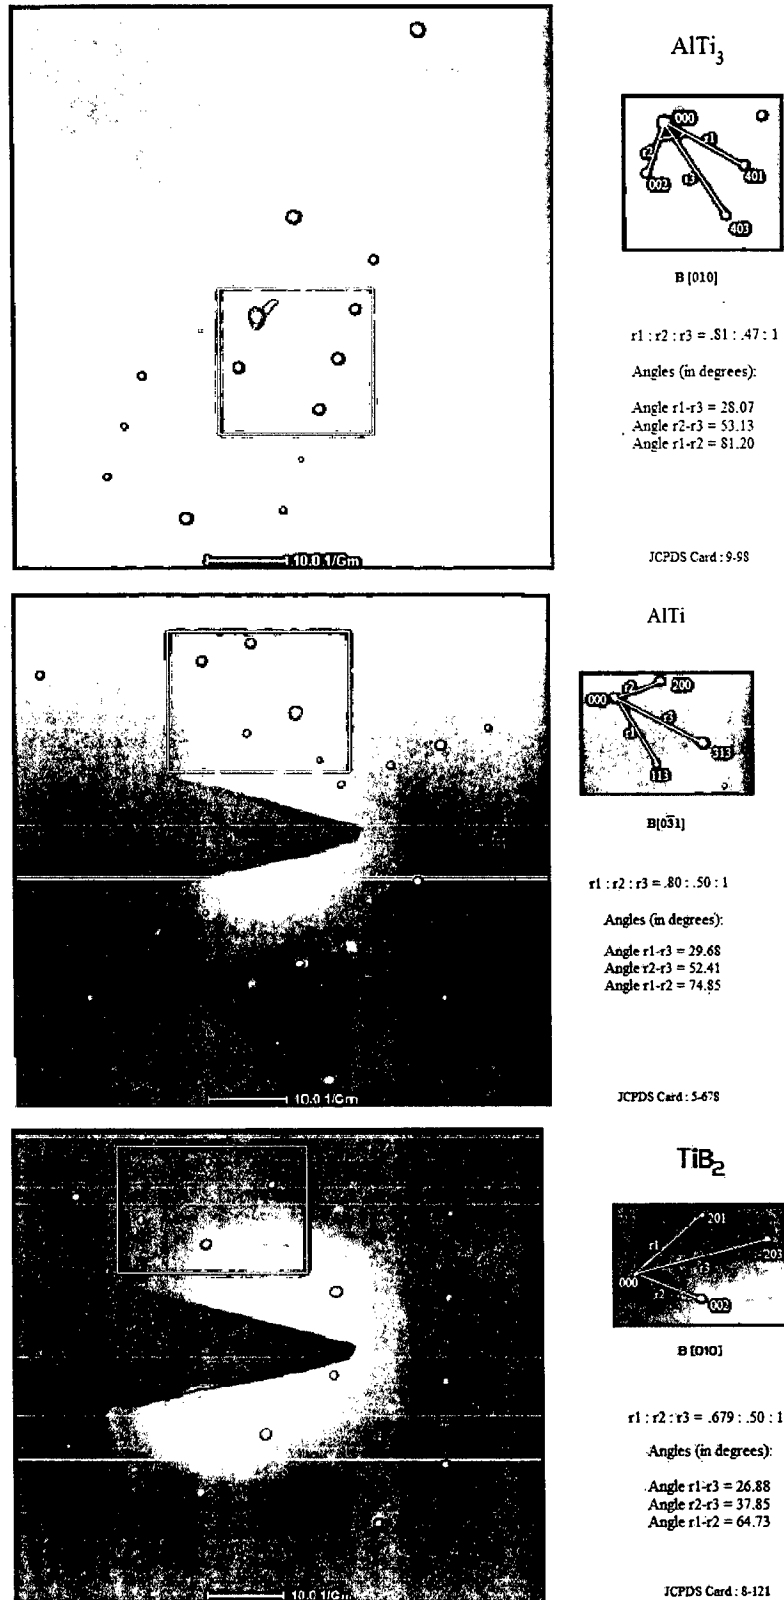 AlTi3
000
r1
r2
401
002
r3
403
B [010]
r1 : r2 : r3 = .81 : .47 : 1
Angles (in degrees):
Angle r1-r3 = 28.07
Angle r2-r3 = 53.13
Angle r1-r2 = 81.20
10.0 1/Gm
JCPDS Card : 9-98
AlTi
r2
200
000
r3
r1
313
113
B[031]
r1 : r2 : r3 = .80 : .50 : 1
Angles (in degrees):
Angle r1-r3 = 29.68
Angle r2-r3 = 52.41
Angle r1-r2 = 74.85
10.0 1/Gm
JCPDS Card : 5-678
TiB2
201
r1
203
r3
000
r2
002
B [010]
r1 : r2 : r3 = .679 : .50 : 1
Angles (in degrees):
Angle r1-r3 = 26.88
Angle r2-r3 = 37.85
Angle r1-r2 = 64.73
10.0 1/Gm
JCPDS Card : 8-121